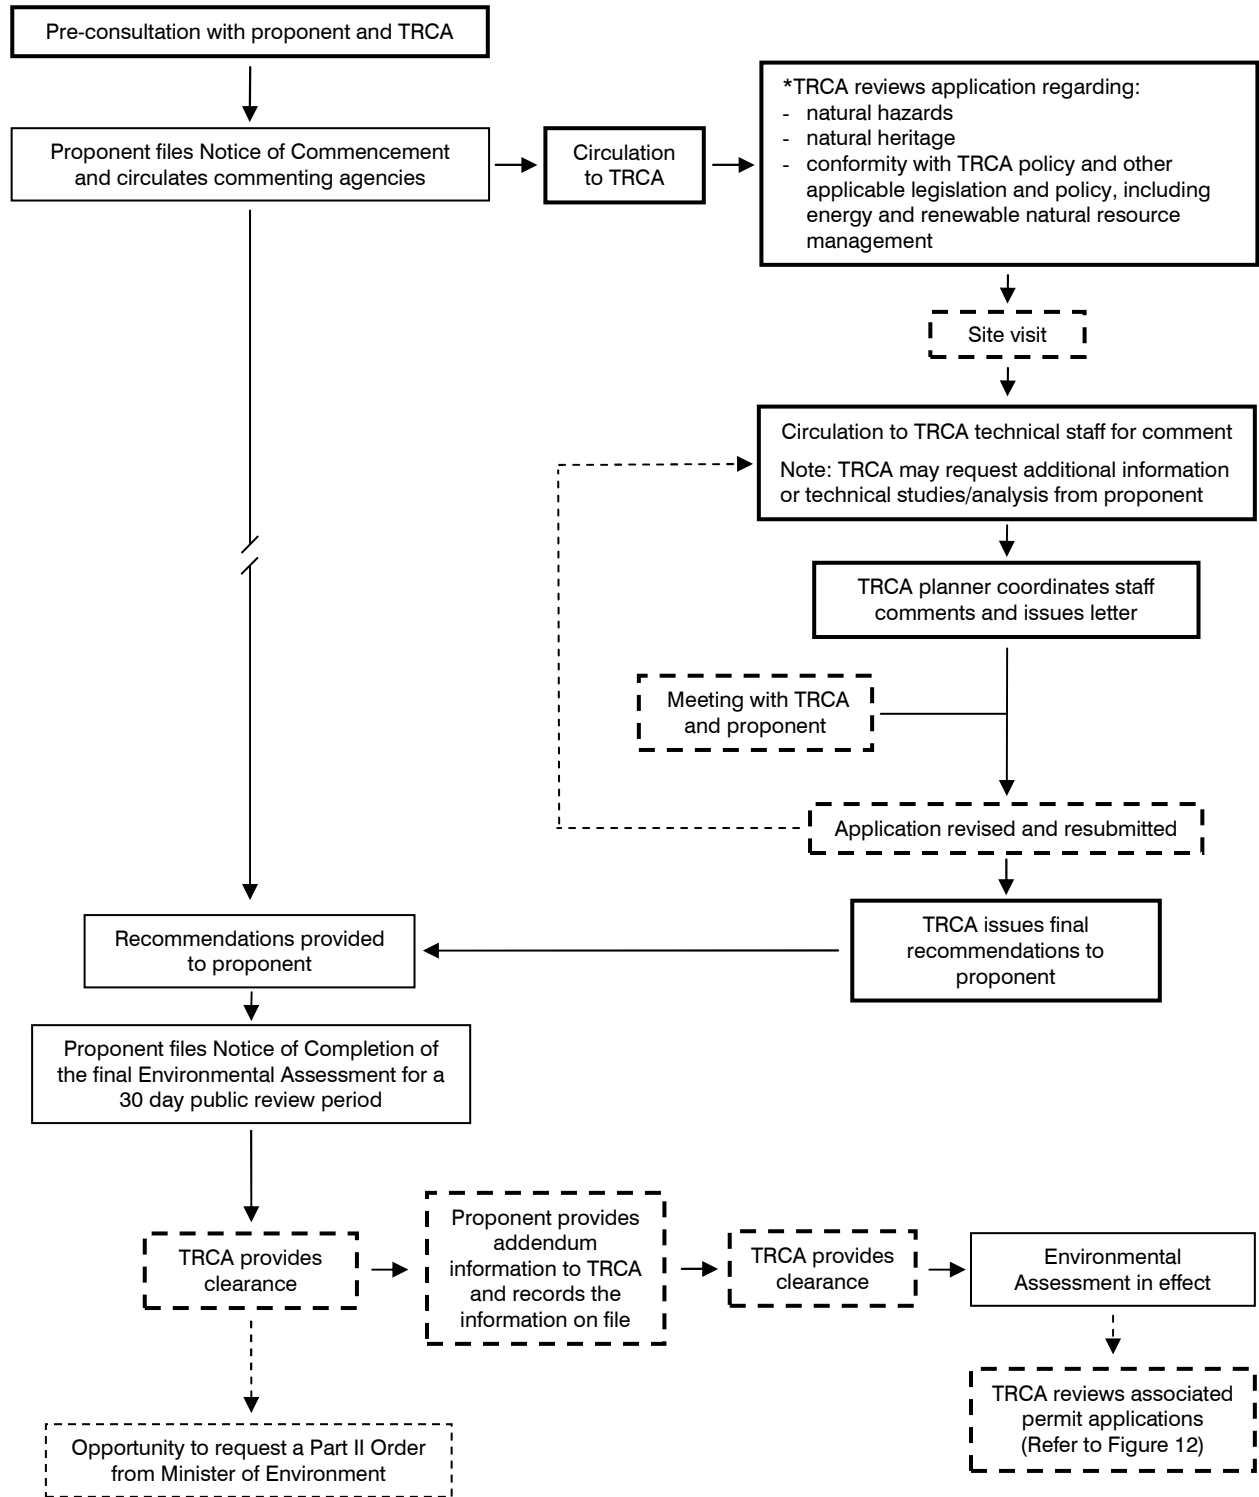 Pre-consultation with proponent and TRCA
Proponent files Notice of Commencement
and circulates commenting agencies
Circulation
to TRCA
*TRCA reviews application regarding:
- natural hazards
- natural heritage
- conformity with TRCA policy and other
applicable legislation and policy, including
energy and renewable natural resource
management
Site visit
Circulation to TRCA technical staff for comment
Note: TRCA may request additional information
or technical studies/analysis from proponent
TRCA planner coordinates staff
comments and issues letter
Meeting with TRCA
and proponent
Application revised and resubmitted
TRCA issues final
recommendations to
proponent
Recommendations provided
to proponent
Proponent files Notice of Completion of
the final Environmental Assessment for a
30 day public review period
TRCA provides
clearance
Proponent provides
addendum
information to TRCA
and records the
information on file
TRCA provides
clearance
Environmental
Assessment in effect
Opportunity to request a Part II Order
from Minister of Environment
TRCA reviews associated
permit applications
(Refer to Figure 12)